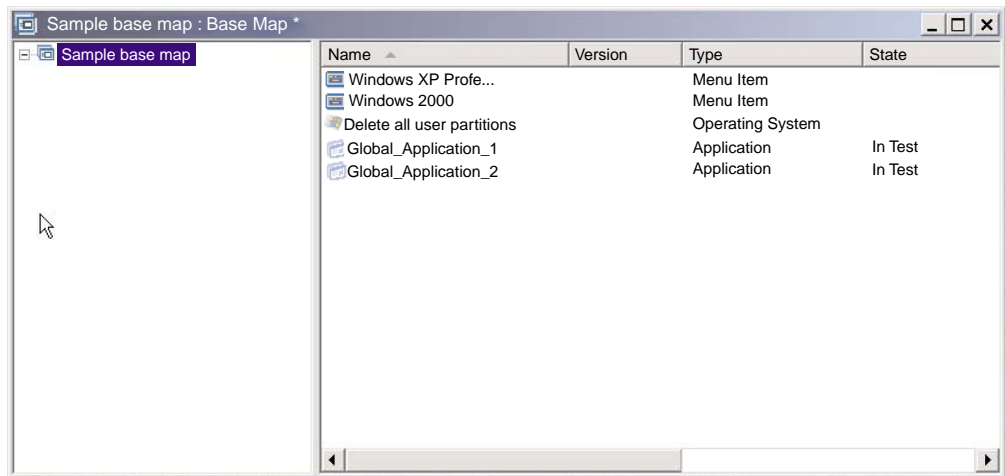 Sample base map : Base Map *
Sample base map
Name Version Type State
Windows XP Profe... Menu Item
Windows 2000 Menu Item
Delete all user partitions Operating System
Global_Application_1 Application In Test
Global_Application_2 Application In Test